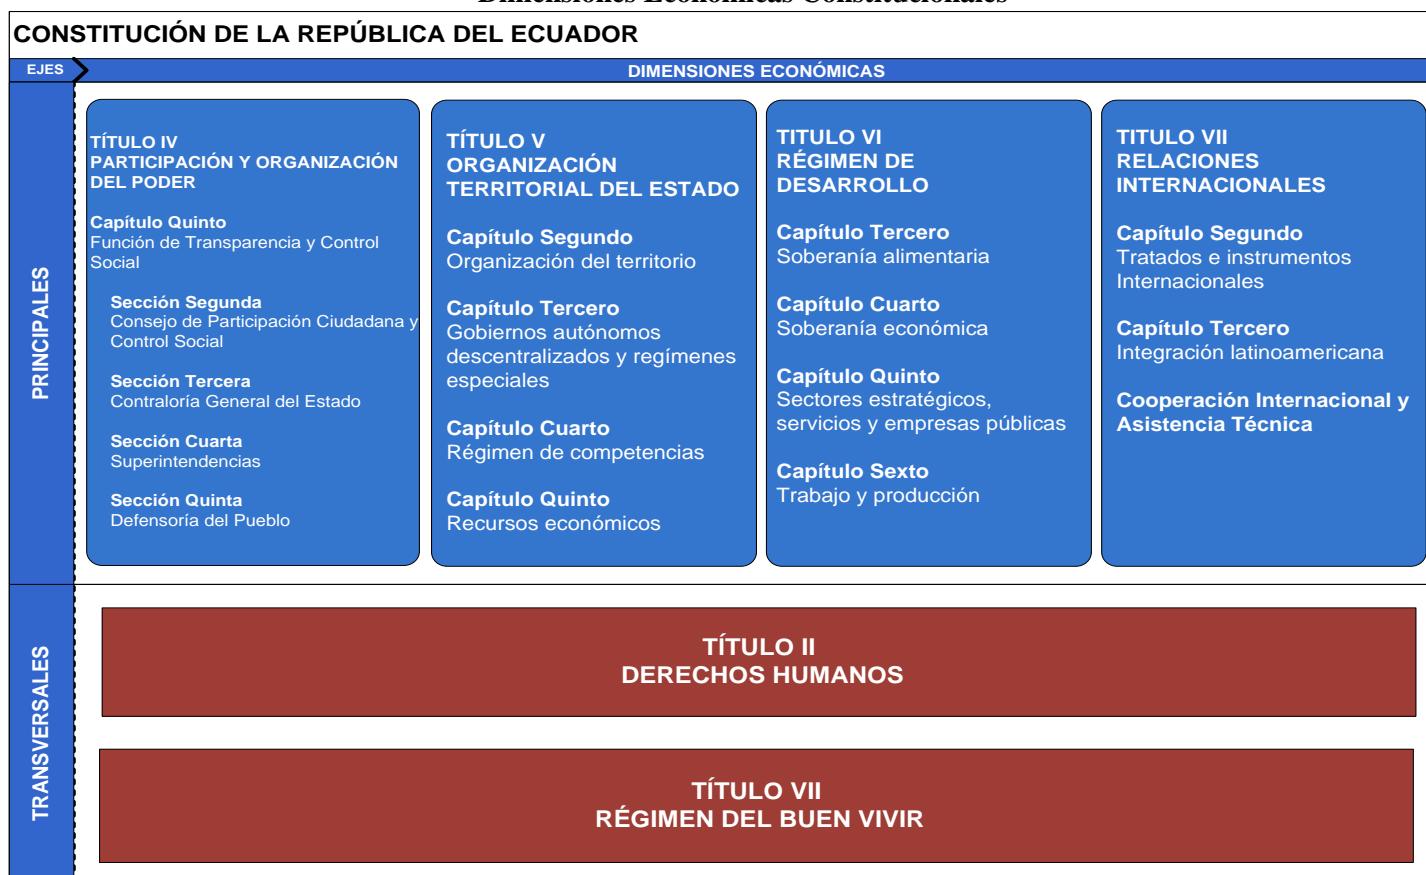 Dimensiones Económicas Constitucionales
CONSTITUCIÓN DE LA REPÚBLICA DEL ECUADOR
EJES
DIMENSIONES ECONÓMICAS
PRINCIPALES
TÍTULO IV
PARTICIPACIÓN Y ORGANIZACIÓN
DEL PODER
Capítulo Quinto
Función de Transparencia y Control
Social
Sección Segunda
Consejo de Participación Ciudadana y
Control Social
Sección Tercera
Contraloría General del Estado
Sección Cuarta
Superintendencias
Sección Quinta
Defensoría del Pueblo
TÍTULO V
ORGANIZACIÓN
TERRITORIAL DEL ESTADO
Capítulo Segundo
Organización del territorio
Capítulo Tercero
Gobiernos autónomos
descentralizados y regímenes
especiales
Capítulo Cuarto
Régimen de competencias
Capítulo Quinto
Recursos económicos
TITULO VI
RÉGIMEN DE
DESARROLLO
Capítulo Tercero
Soberanía alimentaria
Capítulo Cuarto
Soberanía económica
Capítulo Quinto
Sectores estratégicos,
servicios y empresas públicas
Capítulo Sexto
Trabajo y producción
TITULO VII
RELACIONES
INTERNACIONALES
Capítulo Segundo
Tratados e instrumentos
Internacionales
Capítulo Tercero
Integración latinoamericana
Cooperación Internacional y
Asistencia Técnica
TRANSVERSALES
TÍTULO II
DERECHOS HUMANOS
TÍTULO VII
RÉGIMEN DEL BUEN VIVIR